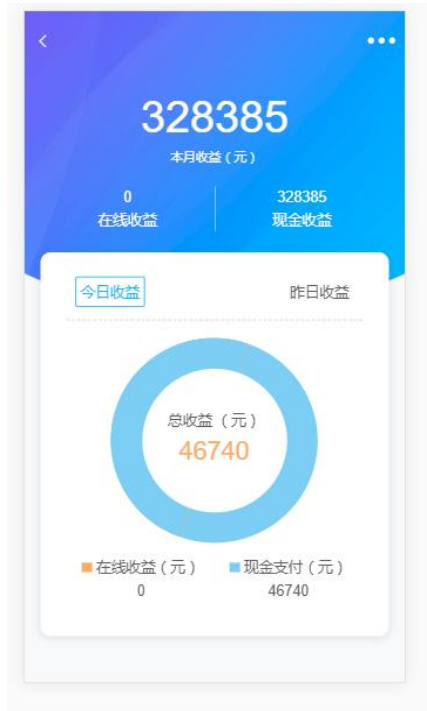 328385
本月收益（元）
0 328385
在线收益 现金收益
今日收益 昨日收益
总收益（元）
46740
在线收益（元） 现金支付（元）
0 46740